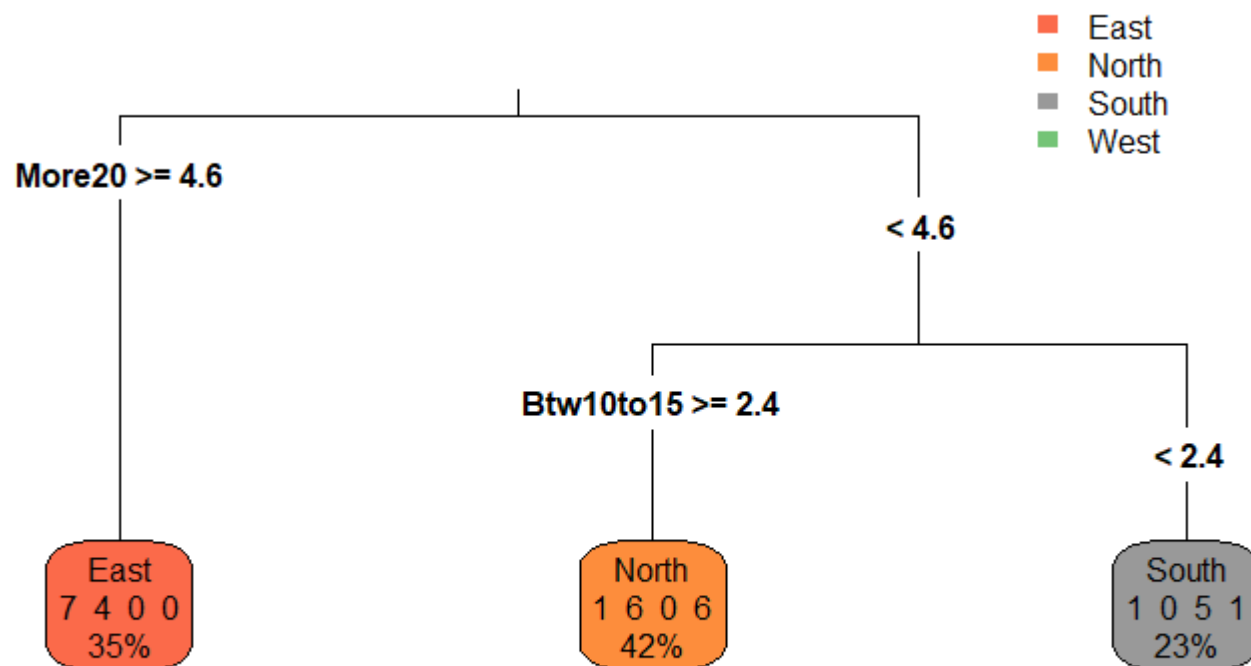 East
North
South
West
More20 >= 4.6
< 4.6
Btw10to15 >= 2.4
< 2.4
East
7 4 0 0
35%
North
1 6 0 6
42%
South
1 0 5 1
23%